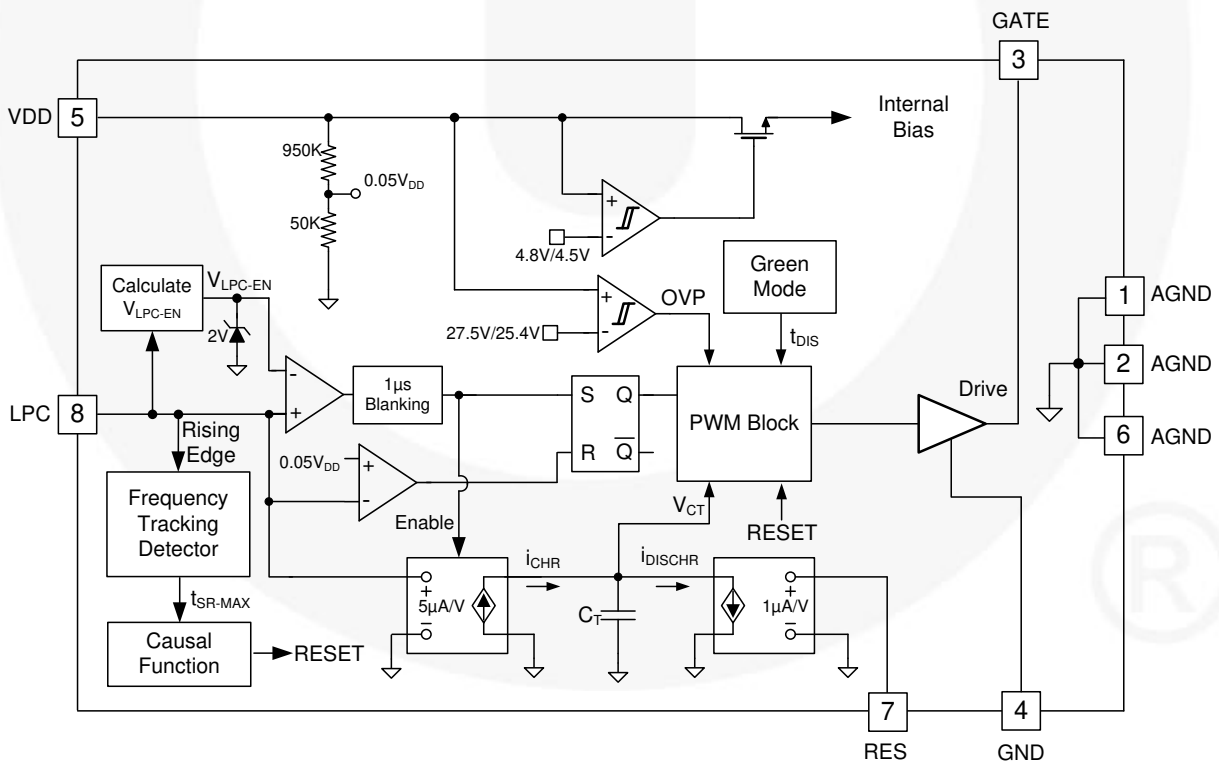 GATE
3
VDD
5
Internal
Bias
950K
0.05VDD
50K
+
-
4.8V/4.5V
Green
Mode
Calculate
VLPC-EN
VLPC-EN
2V
+
-
OVP
27.5V/25.4V
tDIS
1
AGND
2
AGND
6
AGND
LPC
8
-
+
1µs
Blanking
S
Q
R
Q
PWM Block
Drive
Rising
Edge
0.05VDD
+
-
Frequency
Tracking
Detector
Enable
VCT
RESET
iCHR
iDISCHR
+
5µA/V
-
CT
+
1µA/V
-
tSR-MAX
Causal
Function
RESET
7
RES
4
GND
®